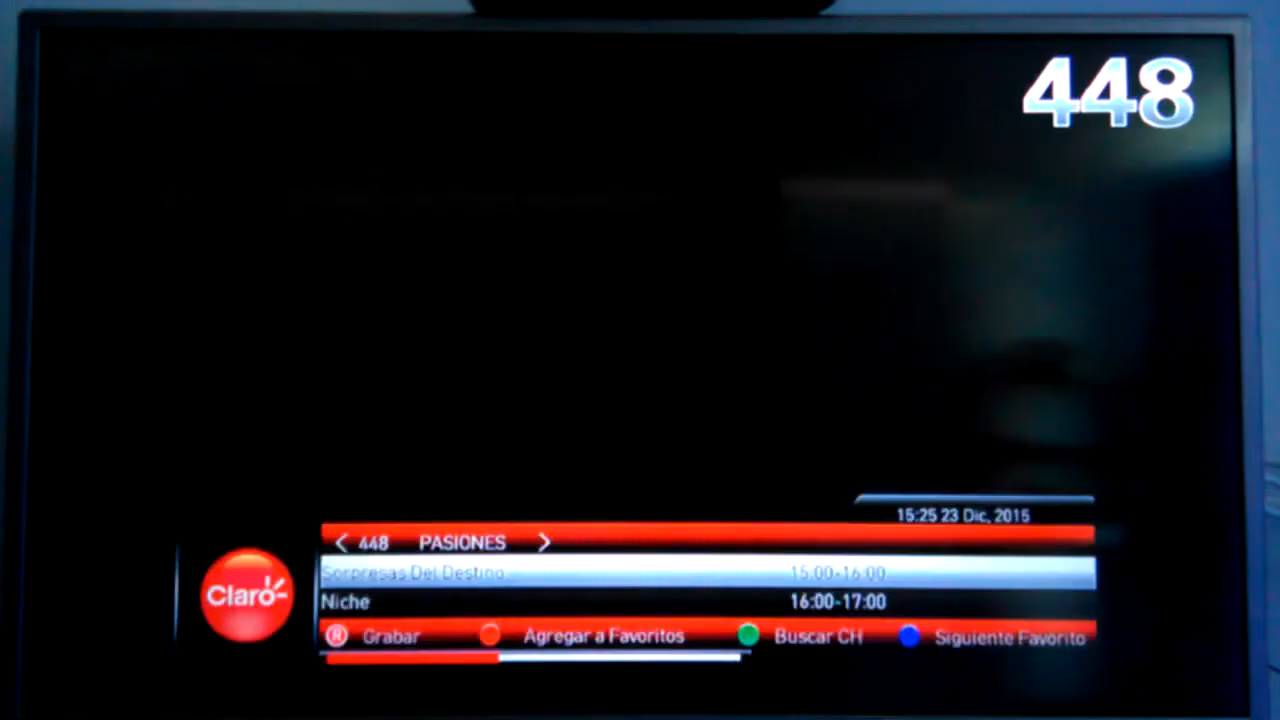 448
15:25 23 Dic, 2015
< 448 PASIONES >
Sorpresas Del Destino 15:00-16:00
Claro
Niche 16:00-17:00
R Grabar Agregar a Favoritos Buscar CH Siguiente Favorito